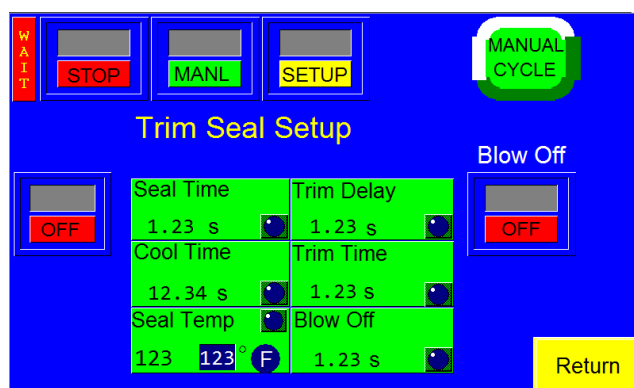 WAIT
STOP
MANL
SETUP
MANUAL
CYCLE
Trim Seal Setup
Blow Off
OFF
OFF
Seal Time
1.23 s
Trim Delay
1.23 s
Cool Time
12.34 s
Trim Time
1.23 s
Seal Temp
123 123° F
Blow Off
1.23 s
Return